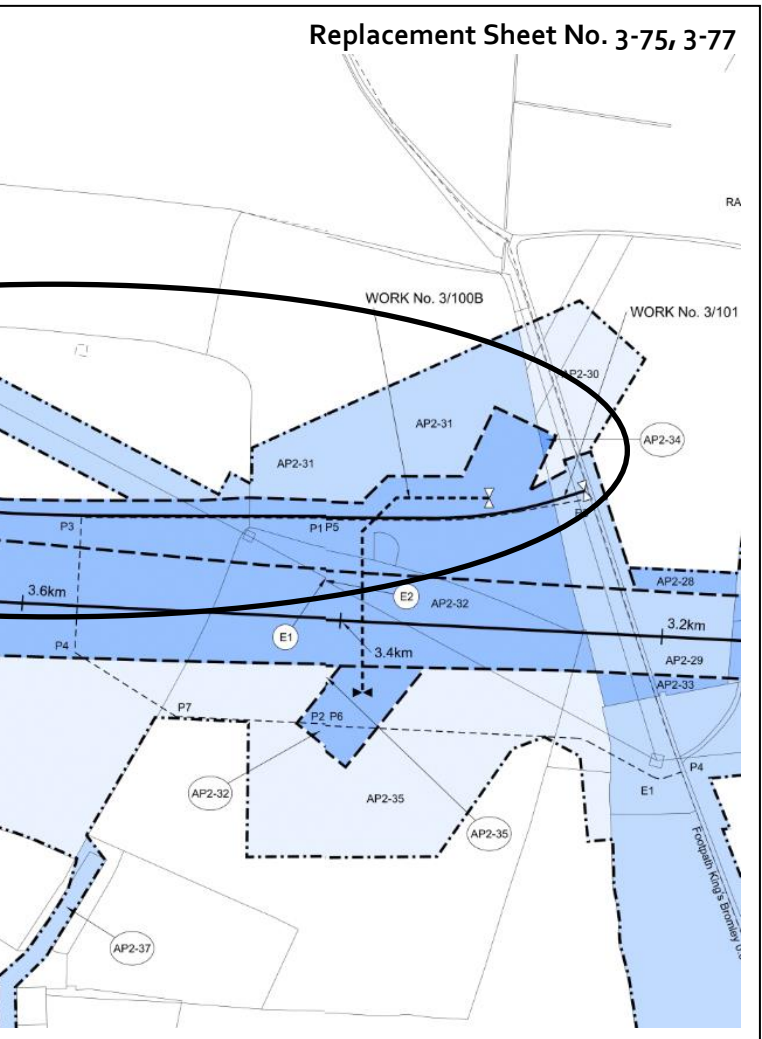 Replacement Sheet No. 3-75, 3-77
RA
WORK No. 3/100B
WORK No. 3/101
AP2-30
AP2-31
AP2-34
AP2-31
P3
P1 P5
AP2-28
3.6km
E2
AP2-32
3.2km
E1
3.4km
P4
AP2-29
AP2-33
P7
P2 P6
P4
E1
AP2-32
AP2-35
AP2-35
Footpath King's Bromley 0.
AP2-37